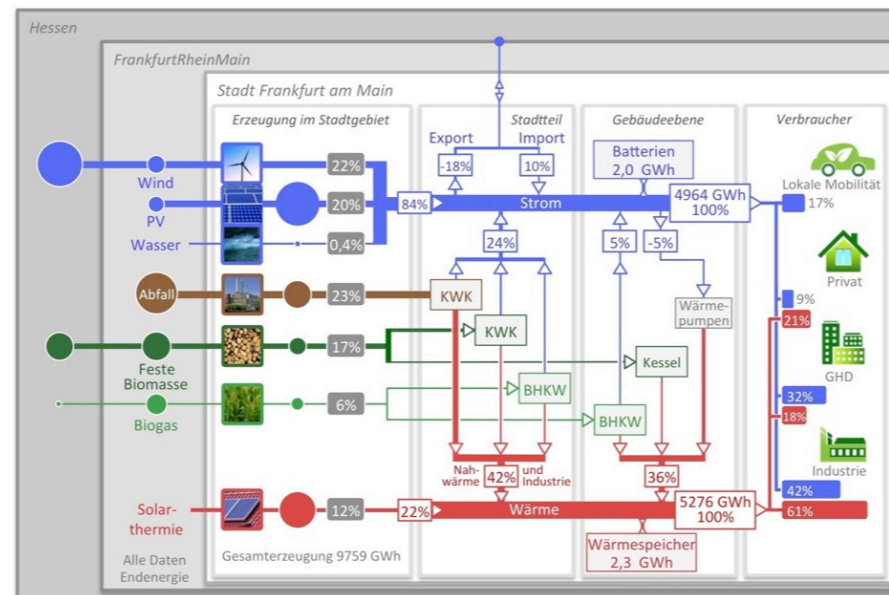 Hessen
FrankfurtRheinMain
Stadt Frankfurt am Main
Erzeugung im Stadtgebiet
Stadtteil
Gebäudeebene
Verbraucher
Export
Import
-18%
10%
Batterien
2,0 GWh
Wind
22%
PV
20%
Wasser
0,4%
84%
Strom
4964 GWh
100%
Lokale Mobilität
17%
24%
5%
-5%
Abfall
23%
KWK
Wärme-
pumpen
Privat
9%
21%
Feste
Biomasse
17%
KWK
Kessel
GHD
Biogas
6%
BHKW
BHKW
32%
18%
Nah-
wärme
42%
und
Industrie
36%
Industrie
42%
61%
Solar-
thermie
12%
22%
Wärme
5276 GWh
100%
Wärmespeicher
2,3 GWh
Alle Daten
Endenergie
Gesamterzeugung 9759 GWh